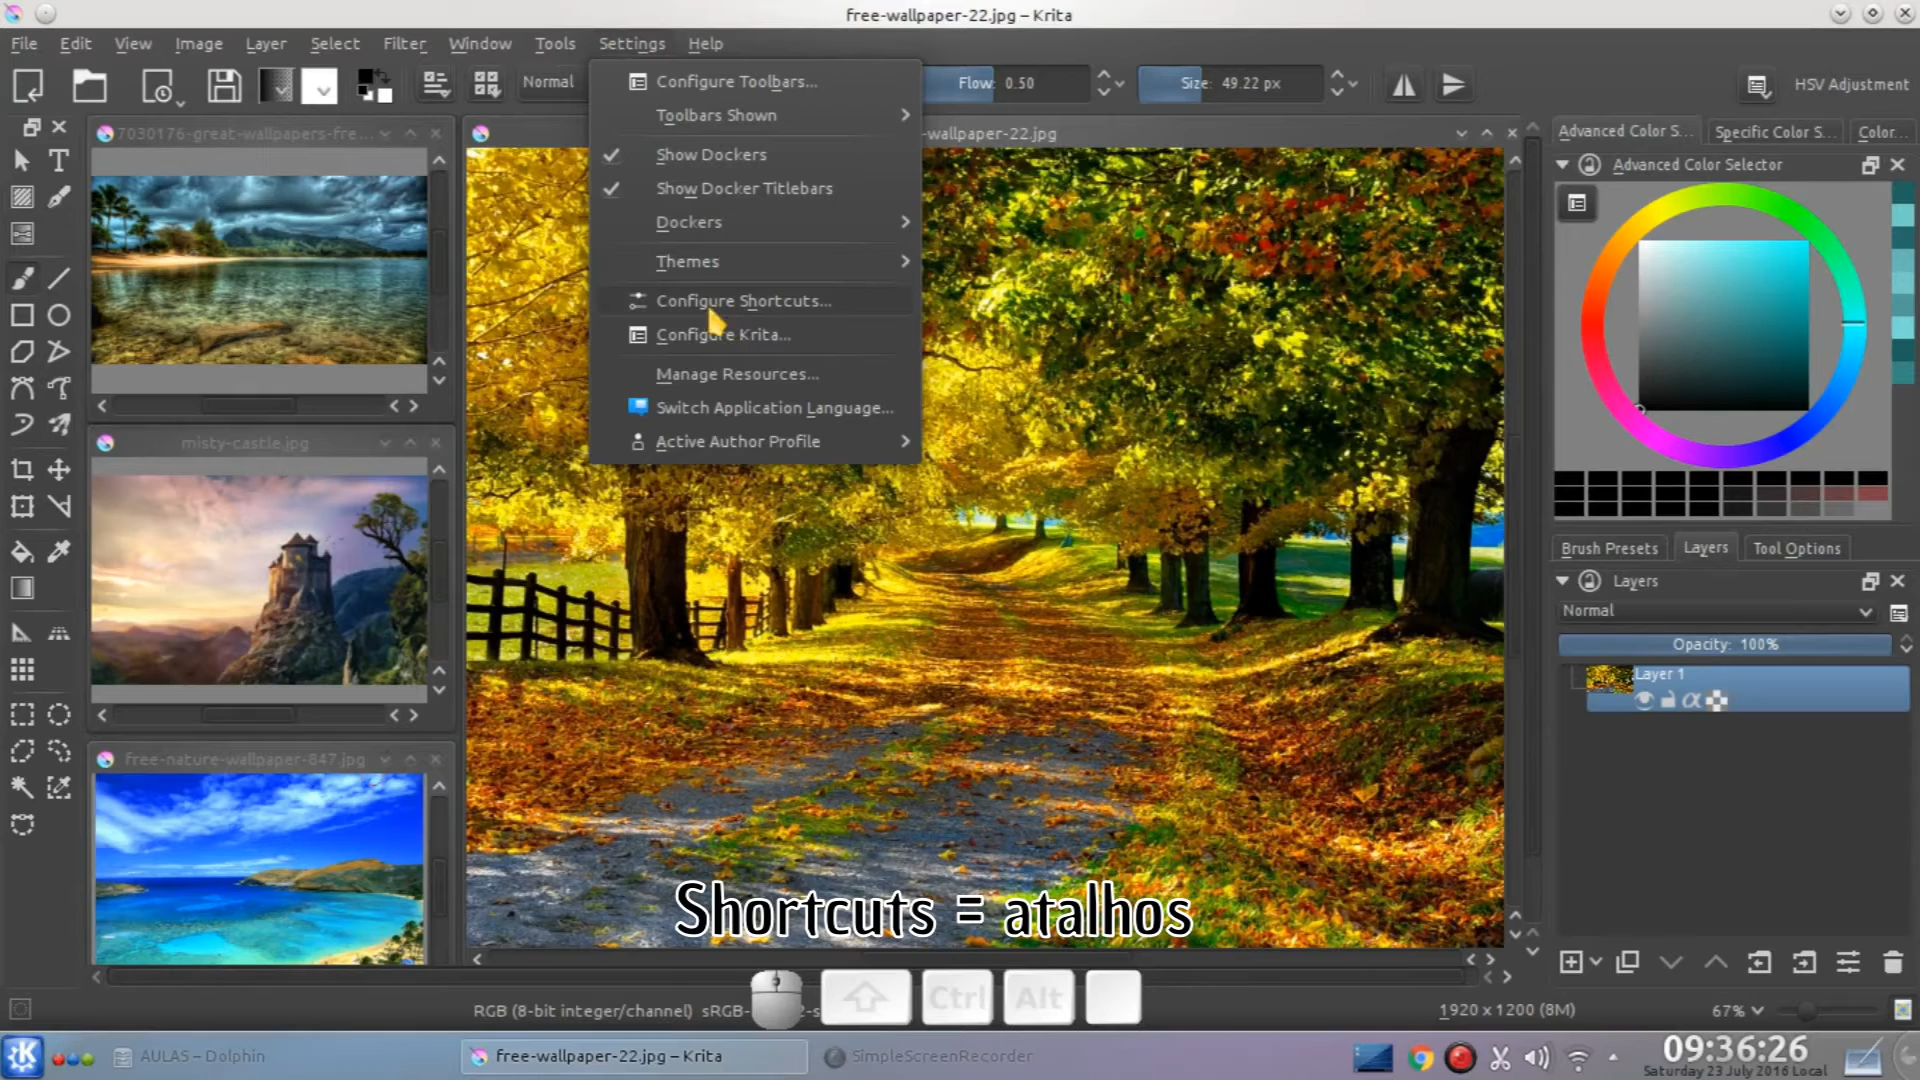 free-wallpaper-22.jpg – Krita
File Edit View Image Layer Select Filter Window Tools Settings Help
Normal
Flow: 0.50
Size: 49.22 px
HSV Adjustment
Configure Toolbars...
Toolbars Shown
Show Dockers
Show Docker Titlebars
Dockers
Themes
Configure Shortcuts...
Configure Krita...
Manage Resources...
Switch Application Language...
Active Author Profile
7030176-great-wallpapers-fre...
-wallpaper-22.jpg
misty-castle.jpg
free-nature-wallpaper-847.jpg
Advanced Color S... Specific Color S... Color...
Advanced Color Selector
Brush Presets Layers Tool Options
Layers
Normal
Opacity: 100%
Layer 1
Shortcuts = atalhos
Ctrl Alt
RGB (8-bit integer/channel) sRGB-
1920 x 1200 (8M)
67%
AULAS – Dolphin
free-wallpaper-22.jpg – Krita
SimpleScreenRecorder
09:36:26
Saturday 23 July 2016 Local